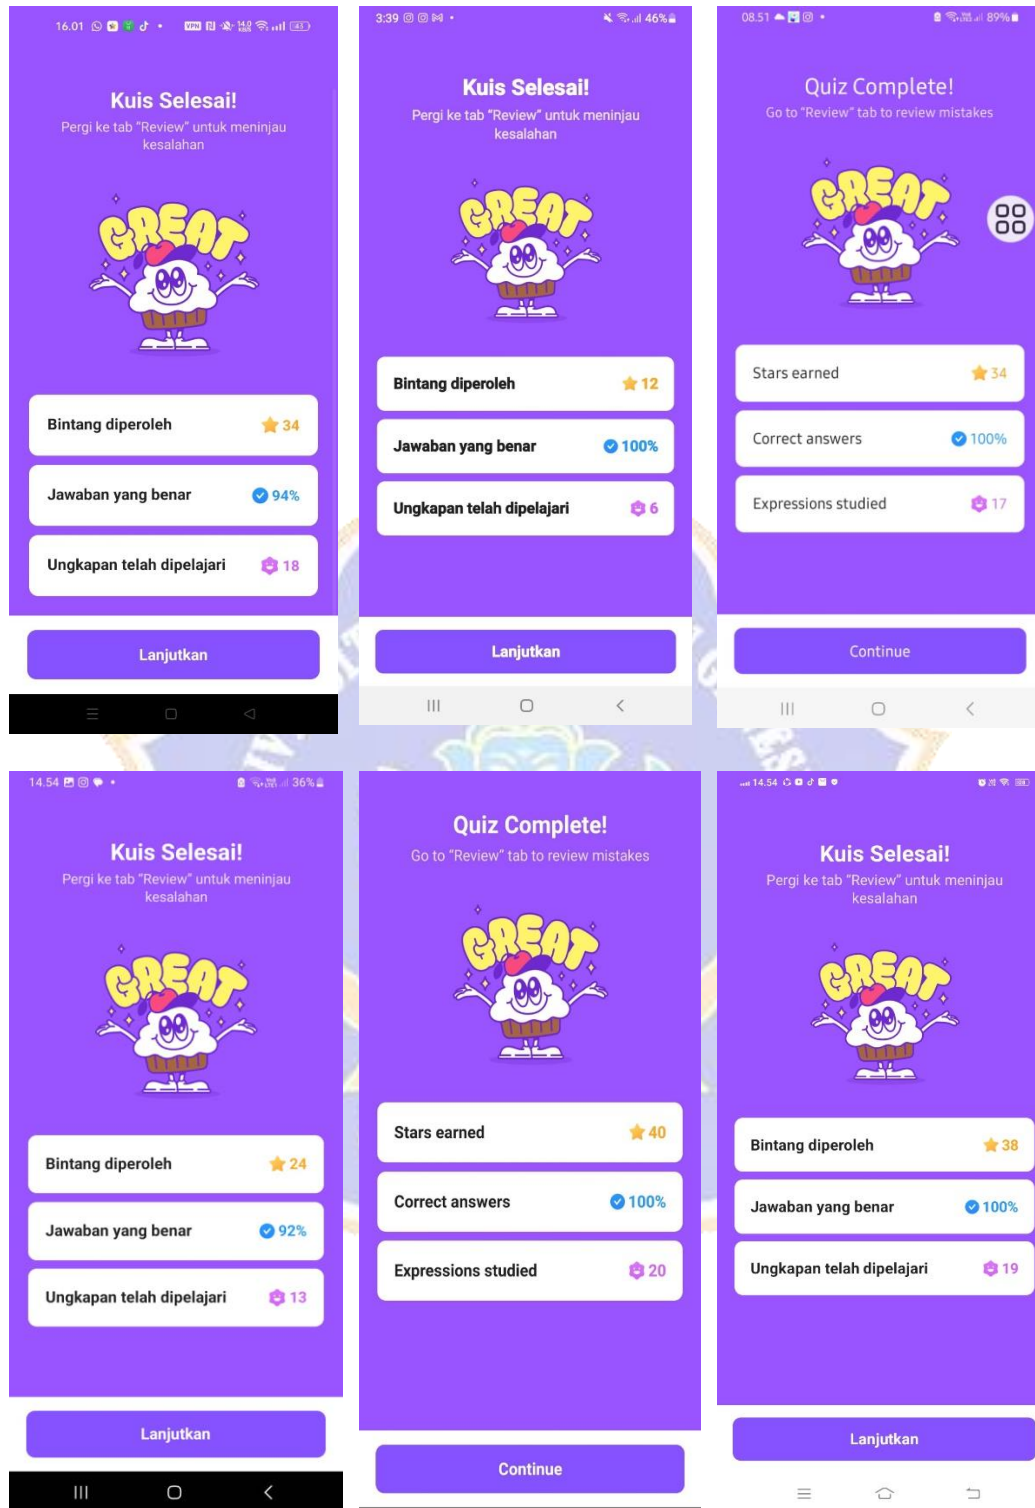 16.01
Kuis Selesai!
Pergi ke tab "Review" untuk meninjau
kesalahan
GREAT
Bintang diperoleh 34
Jawaban yang benar 94%
Ungkapan telah dipelajari 18
Lanjutkan
3:39 46%
Kuis Selesai!
Pergi ke tab "Review" untuk meninjau
kesalahan
GREAT
Bintang diperoleh 12
Jawaban yang benar 100%
Ungkapan telah dipelajari 6
Lanjutkan
08.51 89%
Quiz Complete!
Go to "Review" tab to review mistakes
GREAT
Stars earned 34
Correct answers 100%
Expressions studied 17
Continue
14.54 36%
Kuis Selesai!
Pergi ke tab "Review" untuk meninjau
kesalahan
GREAT
Bintang diperoleh 24
Jawaban yang benar 92%
Ungkapan telah dipelajari 13
Lanjutkan
Quiz Complete!
Go to "Review" tab to review mistakes
GREAT
Stars earned 40
Correct answers 100%
Expressions studied 20
Continue
14.54
Kuis Selesai!
Pergi ke tab "Review" untuk meninjau
kesalahan
GREAT
Bintang diperoleh 38
Jawaban yang benar 100%
Ungkapan telah dipelajari 19
Lanjutkan